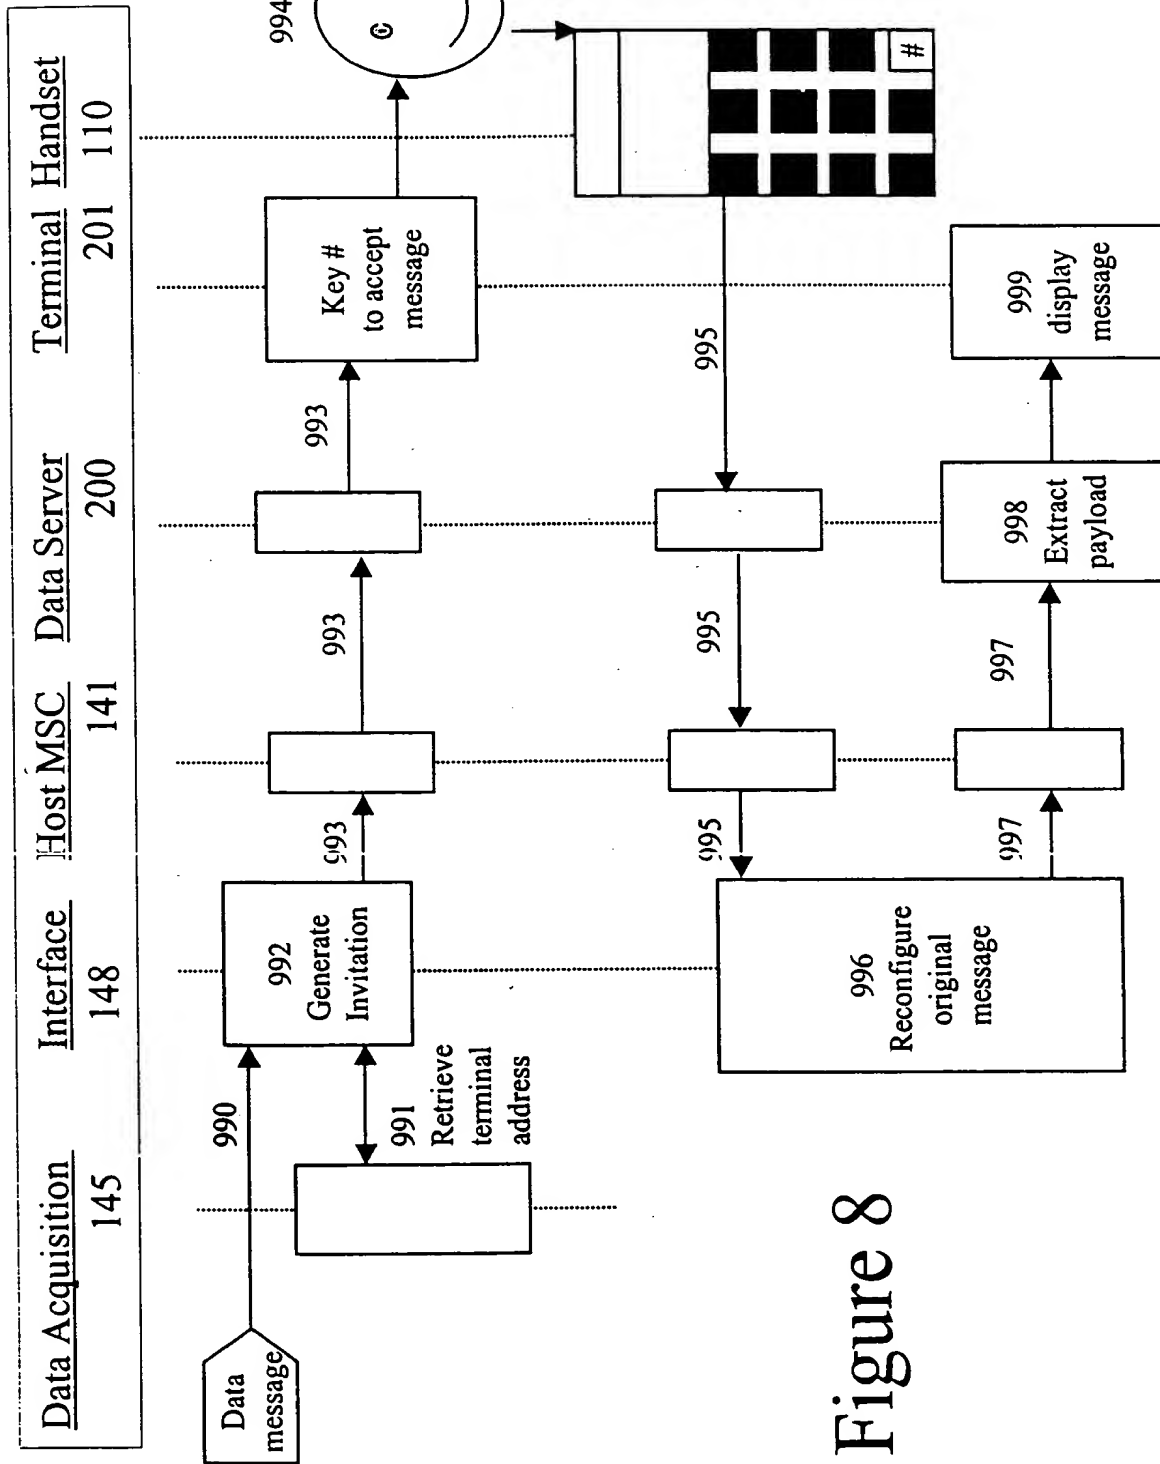 Data Acquisition Interface Host MSC Data Server Terminal Handset
145 148 141 200 201 110
Data
message
990
991
Retrieve
terminal
address
992
Generate
Invitation
993
993
993
Key #
to accept
message
994
©
#
995
995
995
996
Reconfigure
original
message
997
997
998
Extract
payload
999
display
message
Figure 8